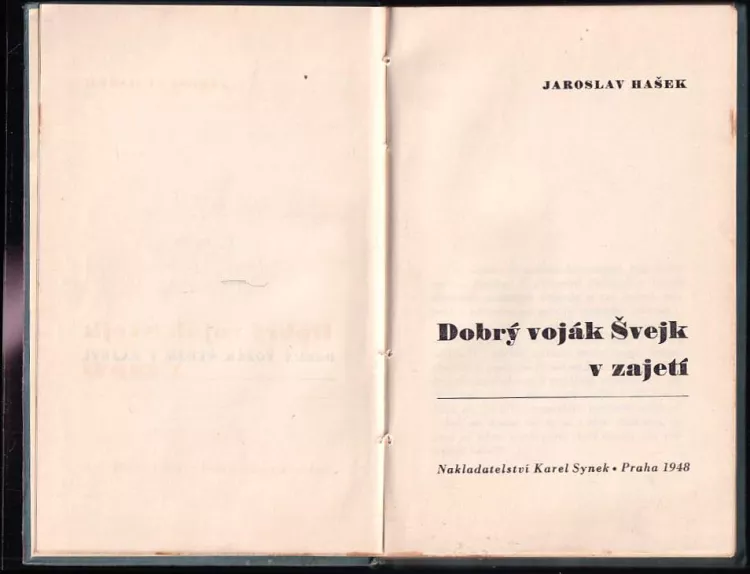 JAROSLAV HAŠEK
Dobrý voják Švejk
v zajetí
Nakladatelství Karel Synek • Praha 1948